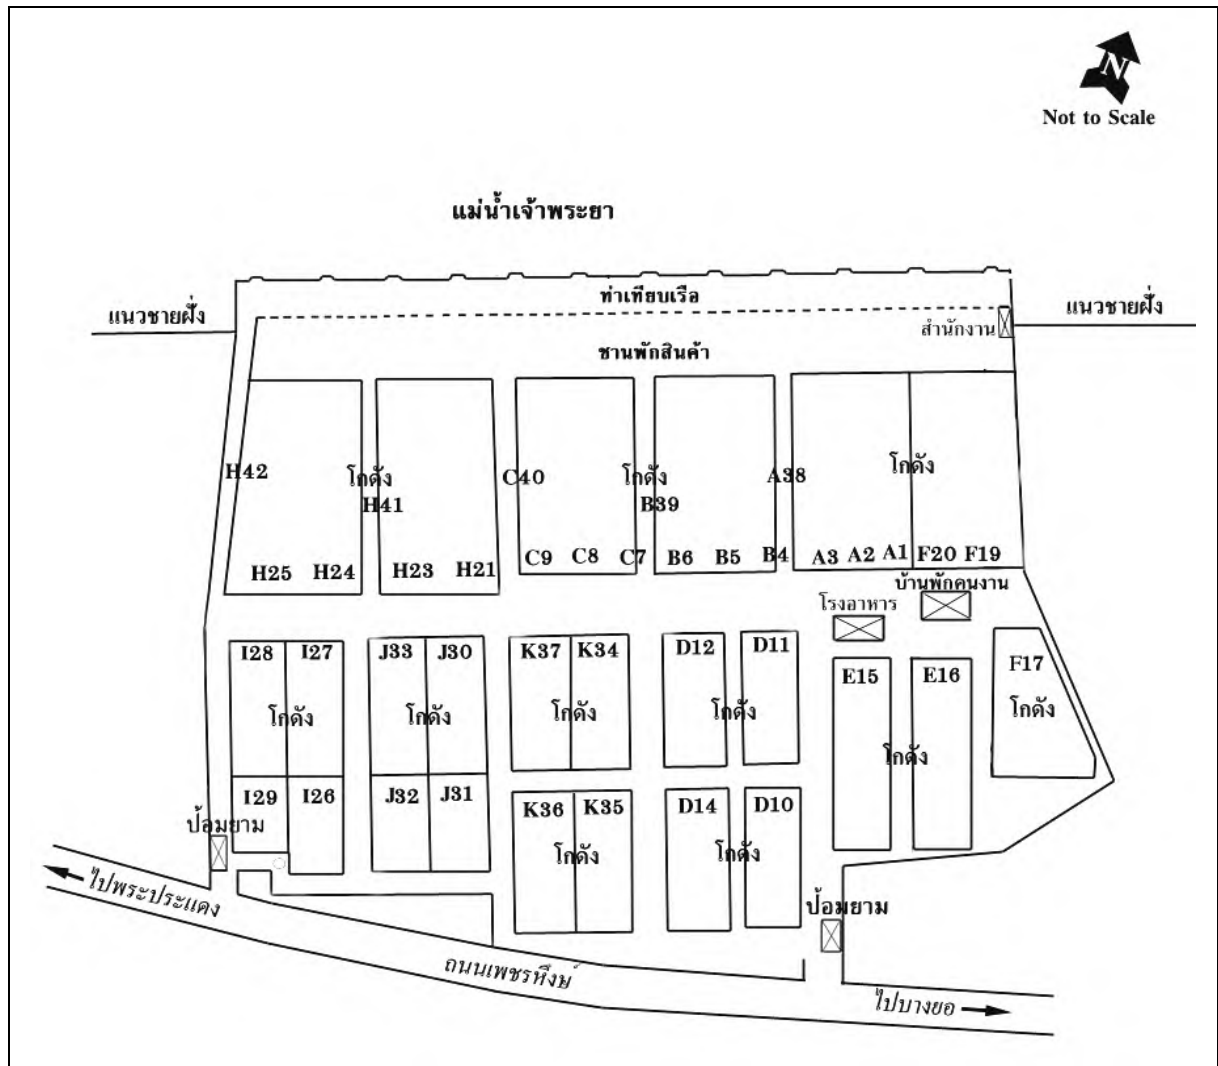 N
Not to Scale
แม่น้ำเจ้าพระยา
ท่าเทียบเรือ
แนวชายฝั่ง
แนวชายฝั่ง
สำนักงาน
ชานพักสินค้า
H42 โกดัง C40 โกดัง A38 โกดัง
H41 B39
H25 H24 H23 H21 C9 C8 C7 B6 B5 B4 A3 A2 A1 F20 F19
บ้านพักคนงาน
โรงอาหาร
I28 I27 J33 J30 K37 K34 D12 D11 E15 E16 F17
โกดัง โกดัง โกดัง โกดัง โกดัง โกดัง
I29 I26 J32 J31 K36 K35 D14 D10
ป้อมยาม
โกดัง โกดัง
ไปพระประแดง
ป้อมยาม
ถนนเพชรหึงษ์
ไปบางยอ